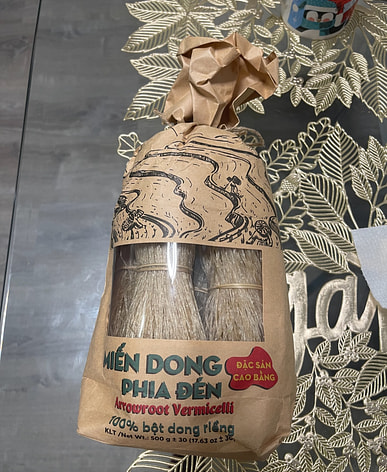 MIẾN DONG
PHIA ĐÉN
ĐẶC SẢN
CAO BẰNG
Arrowroot Vermicelli
100% bột dong riềng
KLT /Net Wt.: 500 g ± 30 (17.63 oz ± 30